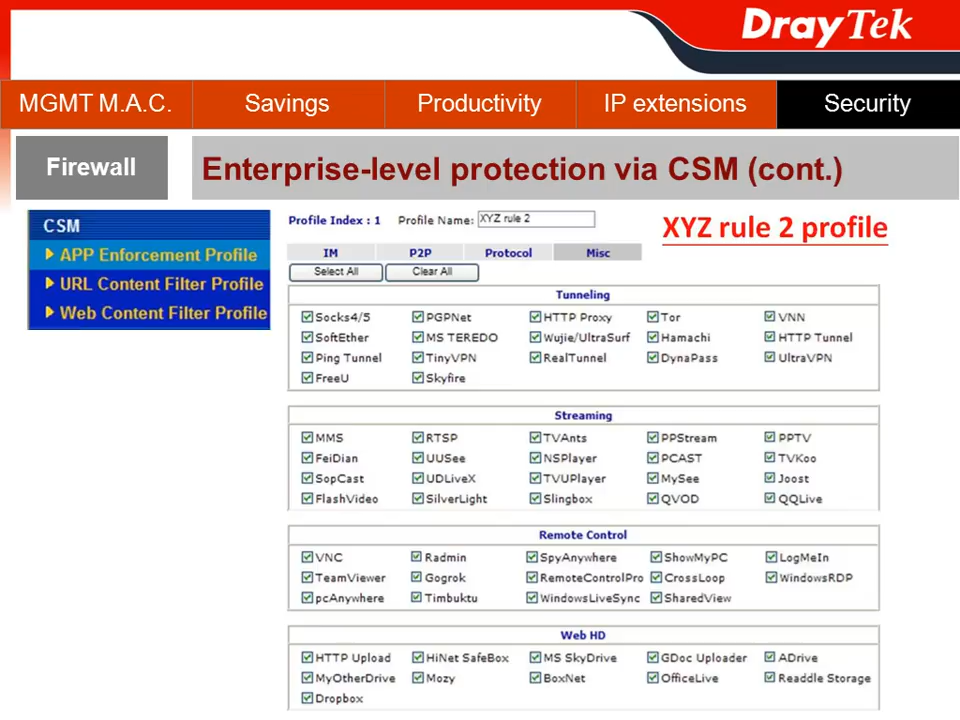 DrayTek
MGMT M.A.C. Savings Productivity IP extensions Security
Firewall Enterprise-level protection via CSM (cont.)
CSM
APP Enforcement Profile
URL Content Filter Profile
Web Content Filter Profile
Profile Index : 1 Profile Name: XYZ rule 2
XYZ rule 2 profile
IM P2P Protocol Misc
Select All Clear All
Tunneling
Socks4/5 PGPNet HTTP Proxy Tor VNN
SoftEther MS TEREDO Wujie/UltraSurf Hamachi HTTP Tunnel
Ping Tunnel TinyVPN RealTunnel DynaPass UltraVPN
FreeU Skyfire
Streaming
MMS RTSP TVAnts PPStream PPTV
FeiDian UUSee NSPlayer PCAST TVKoo
SopCast UDLiveX TVUPlayer MySee Joost
FlashVideo SilverLight Slingbox QVOD QQLive
Remote Control
VNC Radmin SpyAnywhere ShowMyPC LogMeIn
TeamViewer Gogrok RemoteControlPro CrossLoop WindowsRDP
pcAnywhere Timbuktu WindowsLiveSync SharedView
Web HD
HTTP Upload HiNet SafeBox MS SkyDrive GDoc Uploader ADrive
MyOtherDrive Mozy BoxNet OfficeLive Readdle Storage
Dropbox